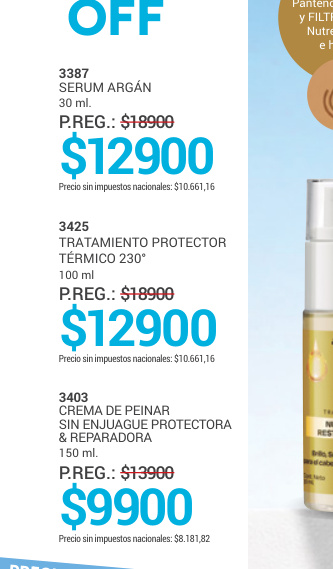 OFF
3387
SERUM ARGÁN
30 ml.
P.REG.: $18900
$12900
Precio sin impuestos nacionales: $10.661,16
3425
TRATAMIENTO PROTECTOR
TÉRMICO 230°
100 ml
P.REG.: $18900
$12900
Precio sin impuestos nacionales: $10.661,16
3403
CREMA DE PEINAR
SIN ENJUAGUE PROTECTORA
& REPARADORA
150 ml.
P.REG.: $13900
$9900
Precio sin impuestos nacionales: $8.181,82
y FILT
Nutre
e h